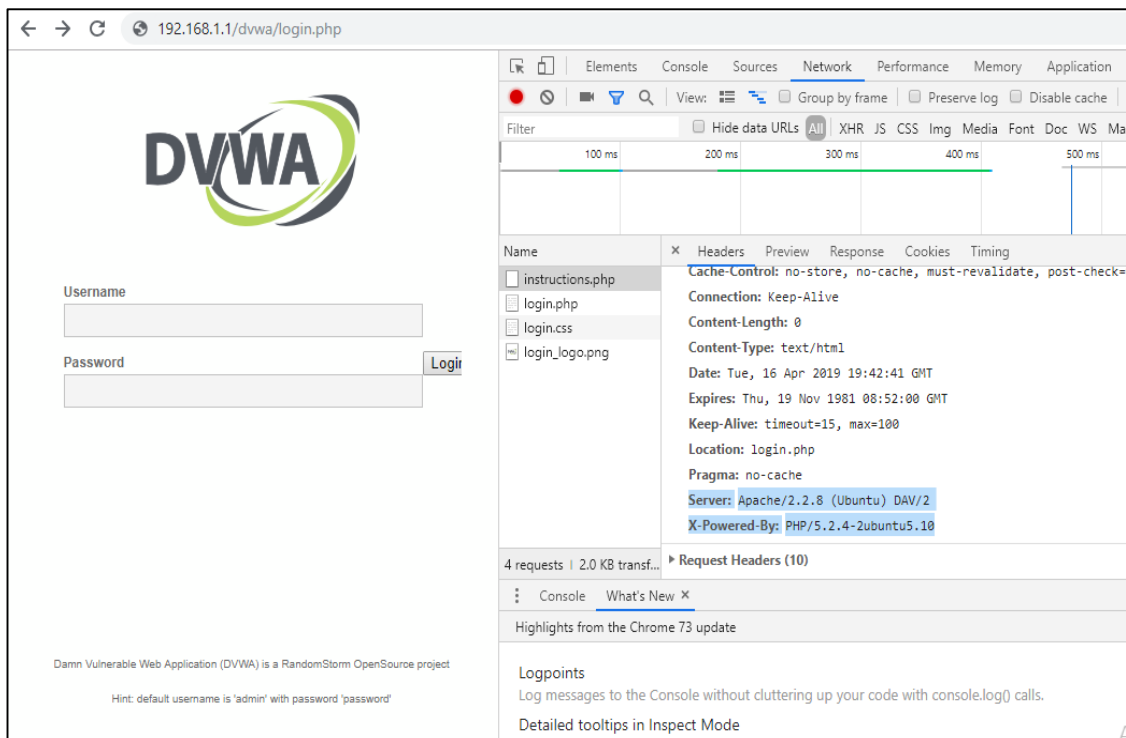 192.168.1.1/dvwa/login.php
DVWA
Username
Password
Login
Damn Vulnerable Web Application (DVWA) is a RandomStorm OpenSource project
Hint: default username is 'admin' with password 'password'
Elements Console Sources Network Performance Memory Application
View: Group by frame Preserve log Disable cache
Filter Hide data URLs All XHR JS CSS Img Media Font Doc WS Ma
100 ms 200 ms 300 ms 400 ms 500 ms
Name
instructions.php
login.php
login.css
login_logo.png
4 requests | 2.0 KB transf...
× Headers Preview Response Cookies Timing
Cache-Control: no-store, no-cache, must-revalidate, post-check=
Connection: Keep-Alive
Content-Length: 0
Content-Type: text/html
Date: Tue, 16 Apr 2019 19:42:41 GMT
Expires: Thu, 19 Nov 1981 08:52:00 GMT
Keep-Alive: timeout=15, max=100
Location: login.php
Pragma: no-cache
Server: Apache/2.2.8 (Ubuntu) DAV/2
X-Powered-By: PHP/5.2.4-2ubuntu5.10
Request Headers (10)
Console What's New ×
Highlights from the Chrome 73 update
Logpoints
Log messages to the Console without cluttering up your code with console.log() calls.
Detailed tooltips in Inspect Mode